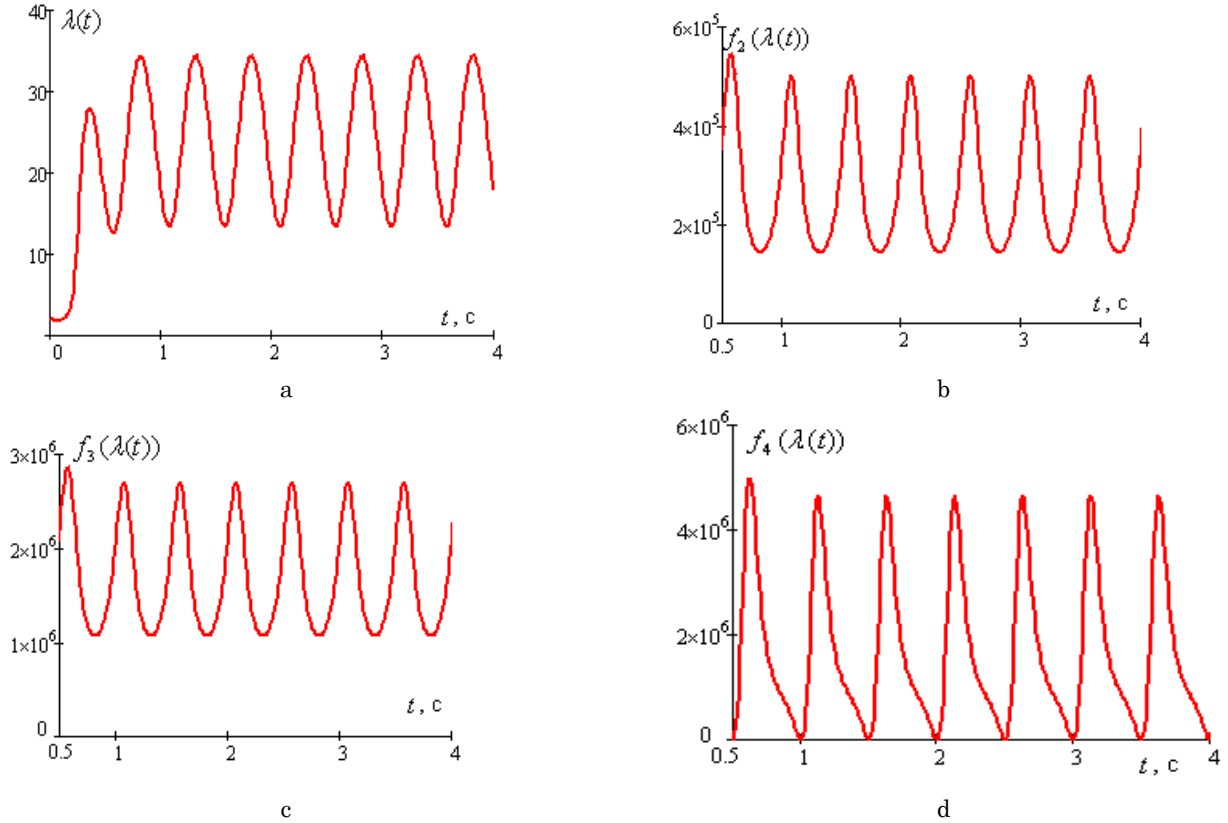 40
λ(t)
30
20
10
t, c
0 1 2 3 4
a
6×10⁵
f₂(λ(t))
4×10⁵
2×10⁵
0
t, c
0.5 1 2 3 4
b
3×10⁶
f₃(λ(t))
2×10⁶
1×10⁶
0
t, c
0.5 1 2 3 4
c
6×10⁶
f₄(λ(t))
4×10⁶
2×10⁶
0
0.5 1 2 3 4
t, c
d